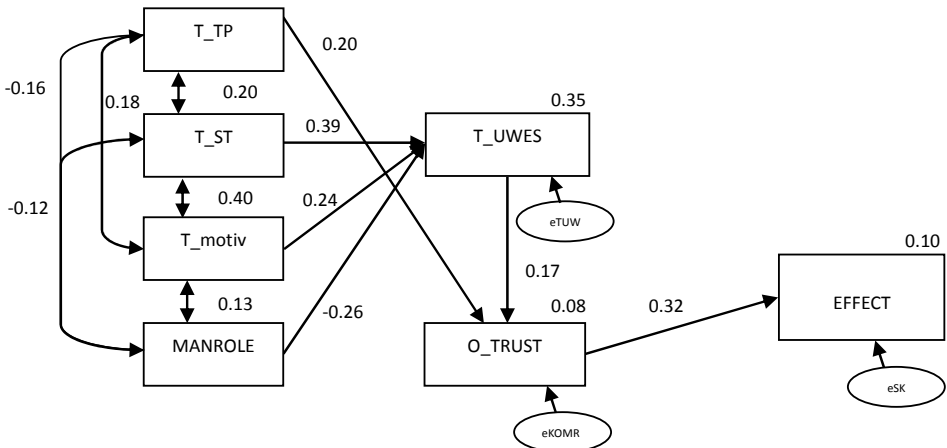 T_TP
0.20
-0.16
0.18
0.20
0.35
T_ST
0.39
T_UWES
-0.12
0.40
0.24
eTUW
T_motiv
0.10
0.17
0.13
-0.26
0.08
0.32
EFFECT
MANROLE
O_TRUST
eSK
eKOMR